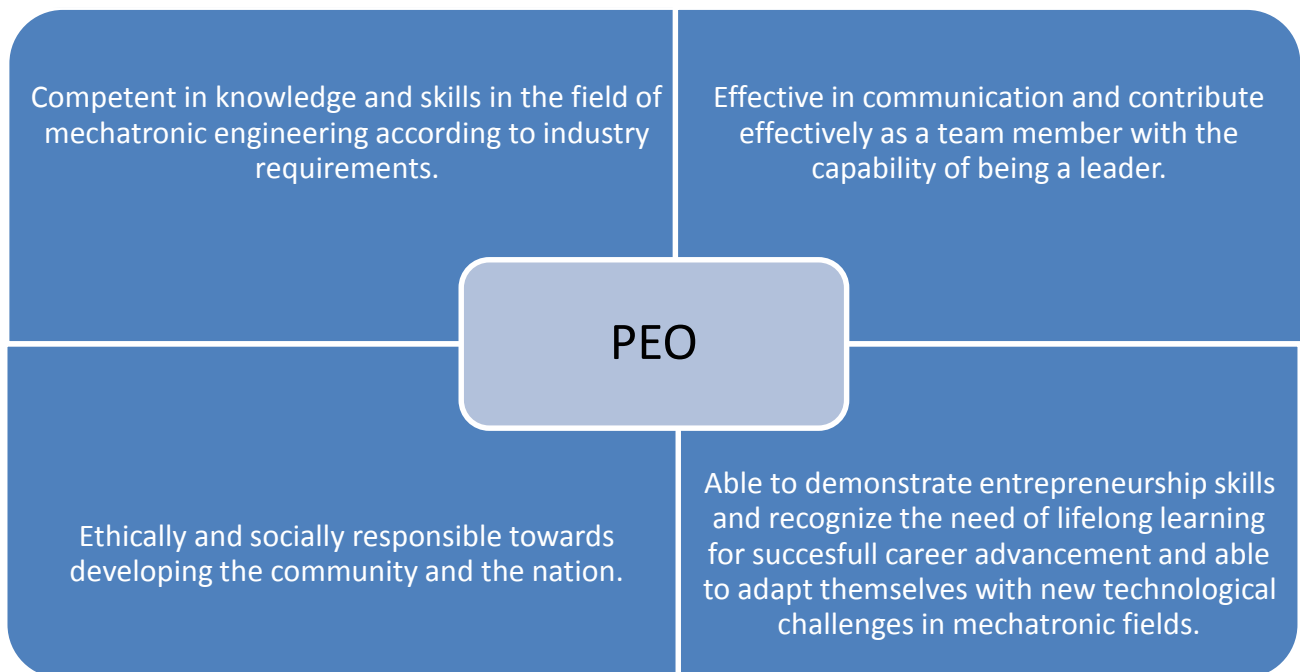 Competent in knowledge and skills in the field of
mechatronic engineering according to industry
requirements.
Effective in communication and contribute
effectively as a team member with the
capability of being a leader.
PEO
Ethically and socially responsible towards
developing the community and the nation.
Able to demonstrate entrepreneurship skills
and recognize the need of lifelong learning
for succesfull career advancement and able
to adapt themselves with new technological
challenges in mechatronic fields.